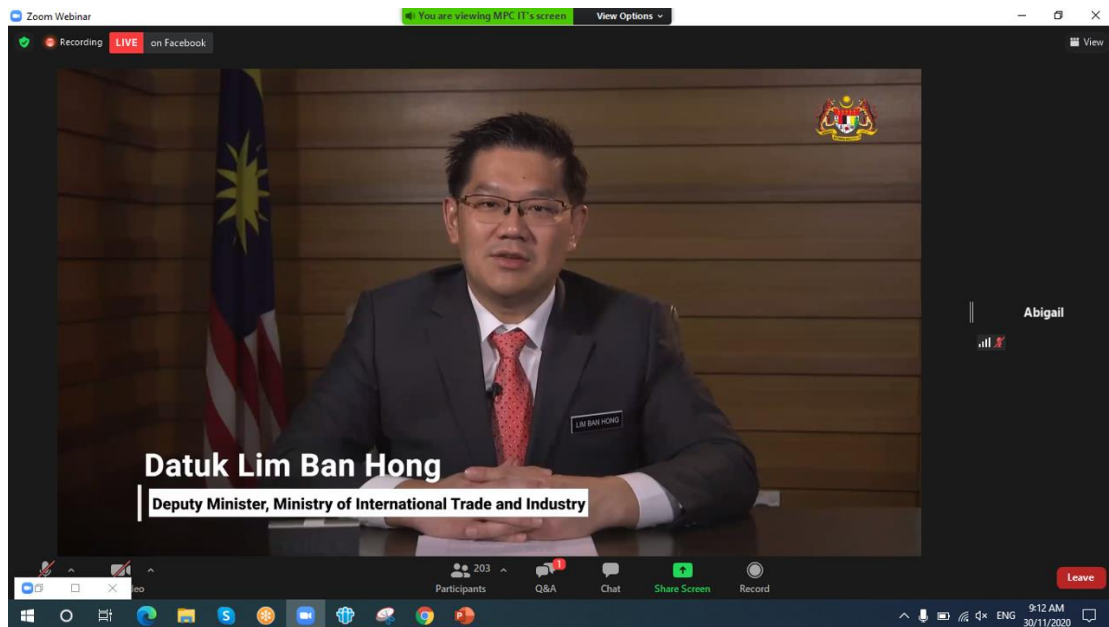 Zoom Webinar
You are viewing MPC IT's screen
View Options
Recording
LIVE
on Facebook
View
LIM BAN HONG
Abigail
Datuk Lim Ban Hong
Deputy Minister, Ministry of International Trade and Industry
203
1
eo
Participants
Q&A
Chat
Share Screen
Record
Leave
ENG
9:12 AM
30/11/2020